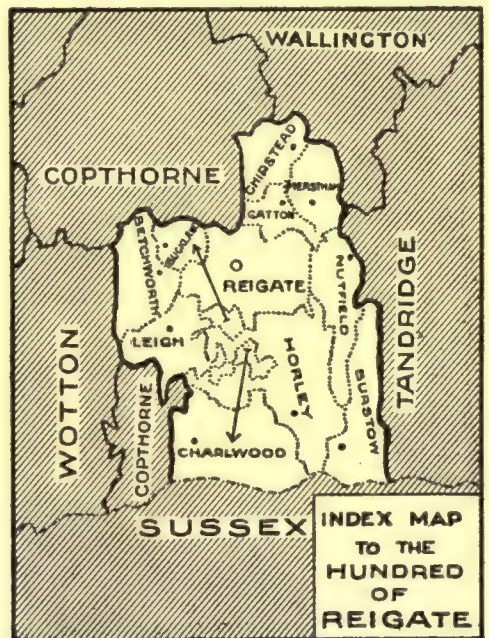 WALLINGTON
COPTHORNE
CHIPSTEAD
MERSTHAM
GATTON
BETCHWORTH
BUCKLAND
REIGATE
NUTFIELD
TANDRIDGE
LEIGH
HORLEY
BURSTOW
WOTTON
COPTHORNE
CHARLWOOD
SUSSEX
INDEX MAP
TO THE
HUNDRED
OF
REIGATE